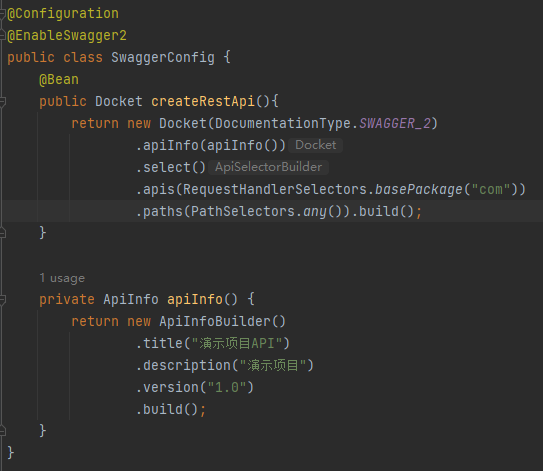 @Configuration
@EnableSwagger2
public class SwaggerConfig {
    @Bean
    public Docket createRestApi(){
        return new Docket(DocumentationType.SWAGGER_2)
                .apiInfo(apiInfo()) Docket
                .select() ApiSelectorBuilder
                .apis(RequestHandlerSelectors.basePackage("com"))
                .paths(PathSelectors.any()).build();
    }
    1 usage
    private ApiInfo apiInfo() {
        return new ApiInfoBuilder()
                .title("演示项目API")
                .description("演示项目")
                .version("1.0")
                .build();
    }
}